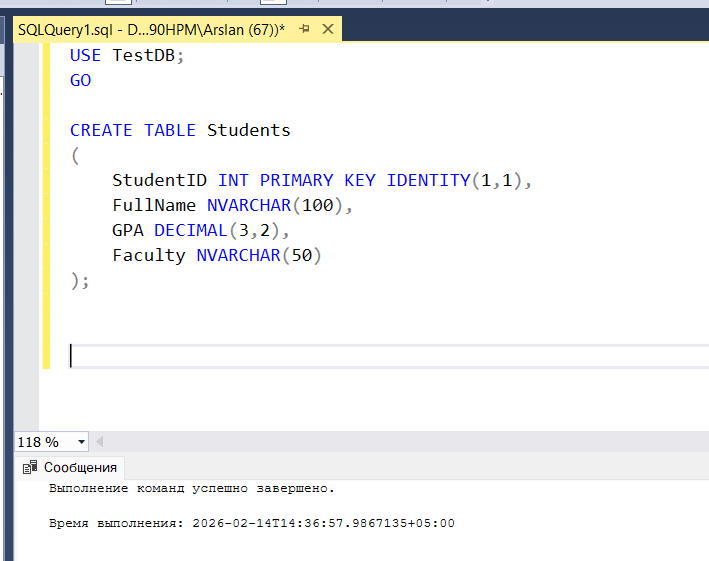 SQLQuery1.sql - D...90HPM\Arslan (67))*
USE TestDB;
GO
CREATE TABLE Students
(
StudentID INT PRIMARY KEY IDENTITY(1,1),
FullName NVARCHAR(100),
GPA DECIMAL(3,2),
Faculty NVARCHAR(50)
);
118 %
Сообщения
Выполнение команд успешно завершено.
Время выполнения: 2026-02-14T14:36:57.9867135+05:00